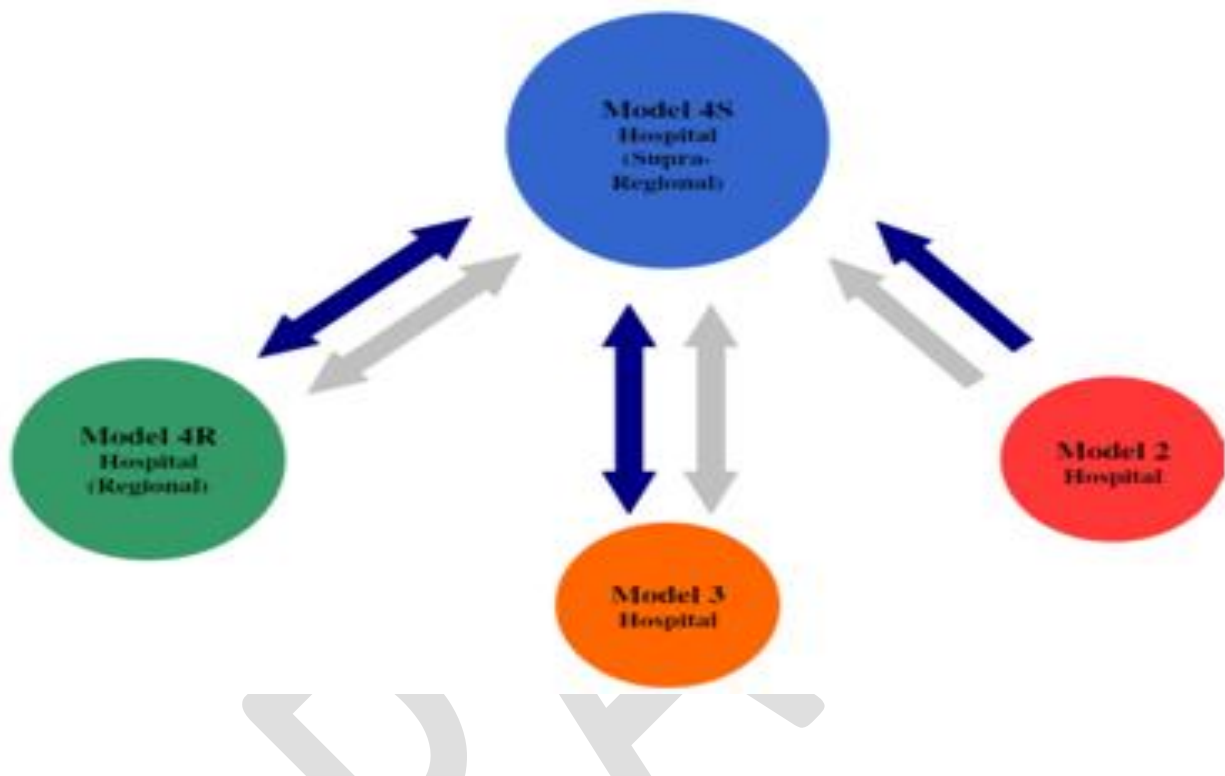 Model 4S
Hospital
(Supra-
Regional)
Model 4R
Hospital
(Regional)
Model 2
Hospital
Model 3
Hospital